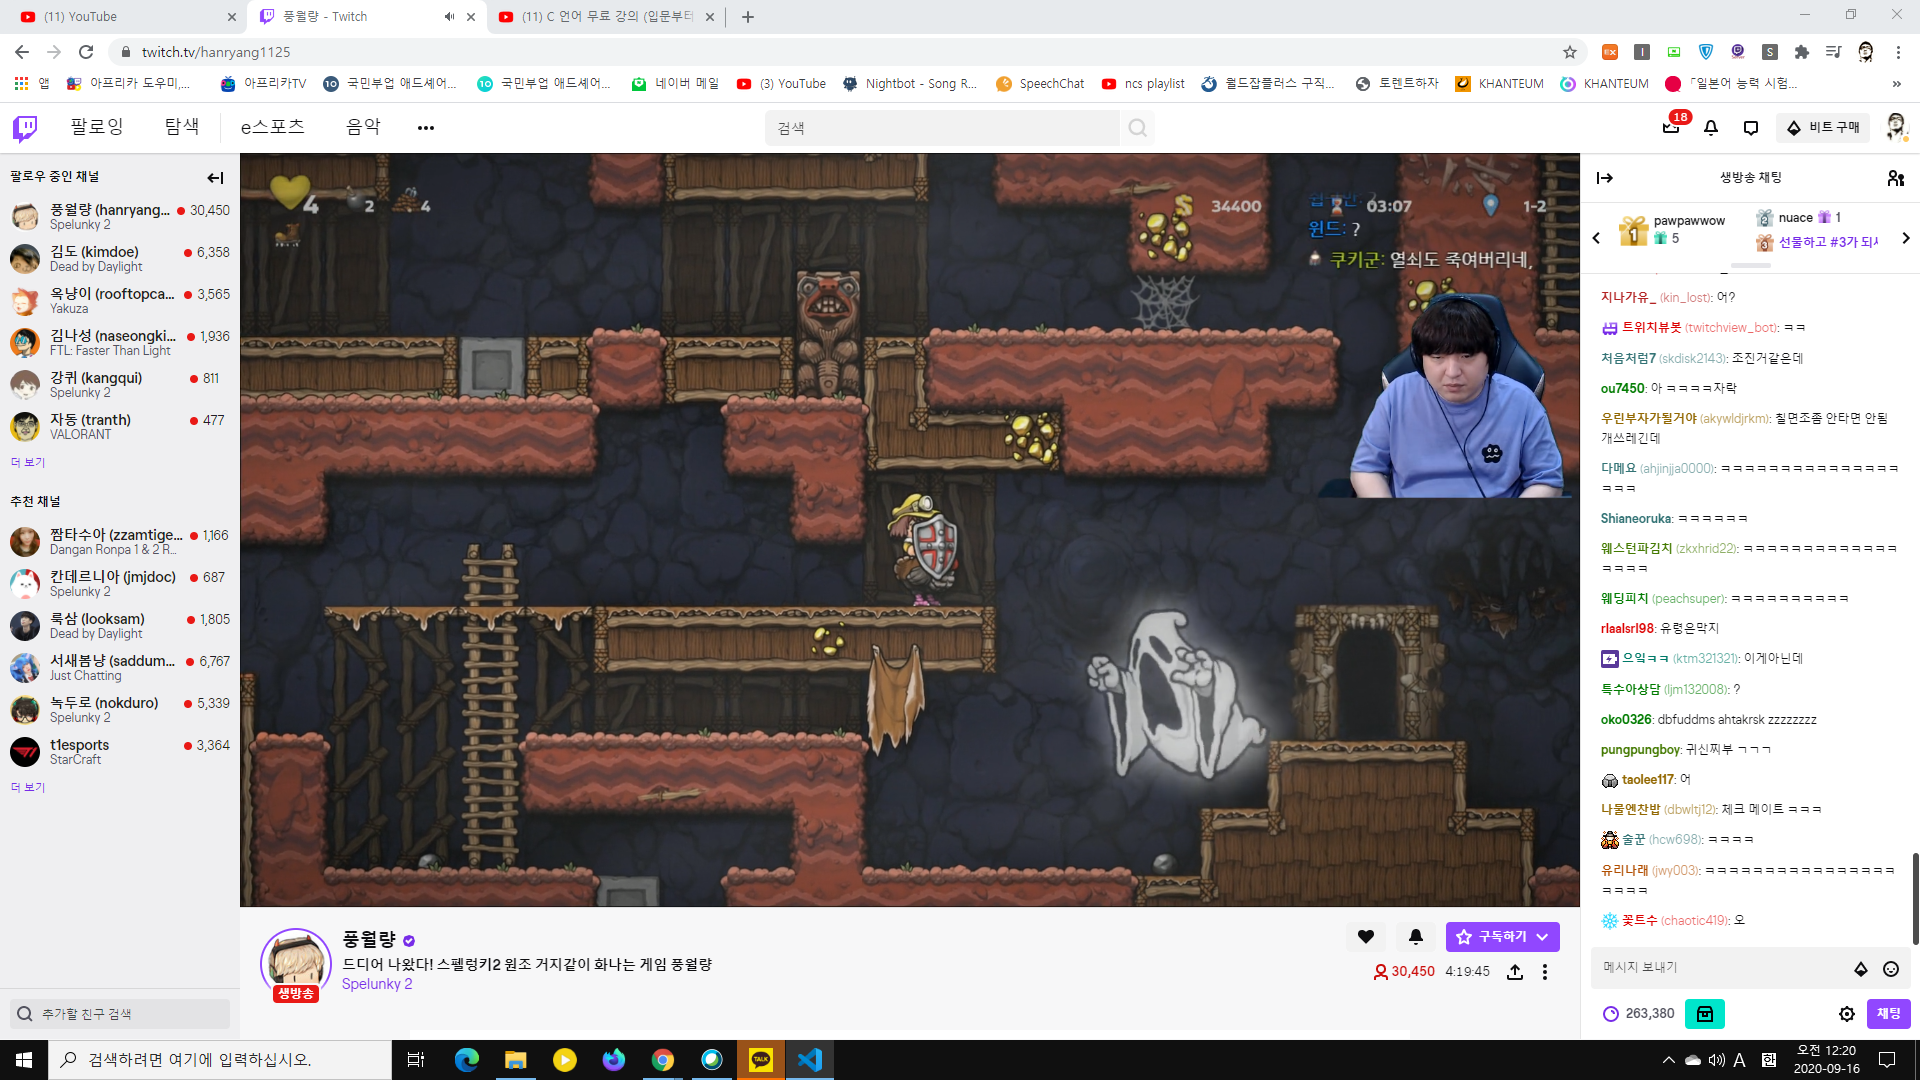 (11) YouTube
풍월량 - Twitch
(11) C 언어 무료 강의 (입문부터
twitch.tv/hanryang1125
앱
아프리카 도우미,...
아프리카TV
국민부업 애드셰어...
국민부업 애드셰어...
네이버 메일
(3) YouTube
Nightbot - Song R...
SpeechChat
ncs playlist
월드잡플러스 구직...
토렌트하자
KHANTEUM
KHANTEUM
「일본어 능력 시험...
팔로잉
탐색
e스포츠
음악
검색
18
비트 구매
팔로우 중인 채널
풍월량 (hanryang... 30,450
Spelunky 2
김도 (kimdoe) 6,358
Dead by Daylight
옥냥이 (rooftopca... 3,565
Yakuza
김나성 (naseongki... 1,936
FTL: Faster Than Light
강퀴 (kangqui) 811
Spelunky 2
자동 (tranth) 477
VALORANT
더 보기
추천 채널
짬타수아 (zzamtige... 1,166
Dangan Ronpa 1 & 2 R...
칸데르니아 (jmjdoc) 687
Spelunky 2
룩삼 (looksam) 1,805
Dead by Daylight
서새봄냥 (saddum... 6,767
Just Chatting
녹두로 (nokduro) 5,339
Spelunky 2
t1esports 3,364
StarCraft
더 보기
추가할 친구 검색
4
2
4
34400
03:07
1-2
윈드: ?
쿠키군: 열쇠도 죽여버리네,
풍월량
드디어 나왔다! 스펠렁키2 원조 거지같이 화나는 게임 풍월량
Spelunky 2
생방송
구독하기
30,450 4:19:45
생방송 채팅
1
pawpawwow
5
2
nuace 1
3
선물하고 #3가 되세
지나가유_ (kin_lost): 어?
트위치뷰봇 (twitchview_bot): ㅋㅋ
처음처럼7 (skdisk2143): 조진거같은데
ou7450: 아 ㅋㅋㅋㅋ자락
우린부자가될거야 (akywldjrkm): 칠면조좀 안타면 안됨
개쓰레긴데
다메요 (ahjinjja0000): ㅋㅋㅋㅋㅋㅋㅋㅋㅋㅋㅋㅋㅋㅋㅋ
ㅋㅋㅋ
Shianeoruka: ㅋㅋㅋㅋㅋㅋ
웨스턴파김치 (zkxhrid22): ㅋㅋㅋㅋㅋㅋㅋㅋㅋㅋㅋㅋㅋ
ㅋㅋㅋㅋ
웨딩피치 (peachsuper): ㅋㅋㅋㅋㅋㅋㅋㅋㅋㅋ
rlaalsrl98: 유령은막지
으잌ㅋㅋ (ktm321321): 이게아닌데
특수아상담 (ljm132008): ?
oko0326: dbfuddms ahtakrsk zzzzzzzz
pungpungboy: 귀신찌부 ㄱㄱㄱ
taolee117: 어
나물엔찬밥 (dbwltj12): 체크 메이트 ㅋㅋㅋ
술꾼 (hcw698): ㅋㅋㅋㅋ
유리나래 (jwy003): ㅋㅋㅋㅋㅋㅋㅋㅋㅋㅋㅋㅋㅋㅋㅋㅋ
ㅋㅋㅋㅋ
꽃트수 (chaotic419): 오
메시지 보내기
263,380
채팅
검색하려면 여기에 입력하십시오.
TALK
A
한
오전 12:20
2020-09-16